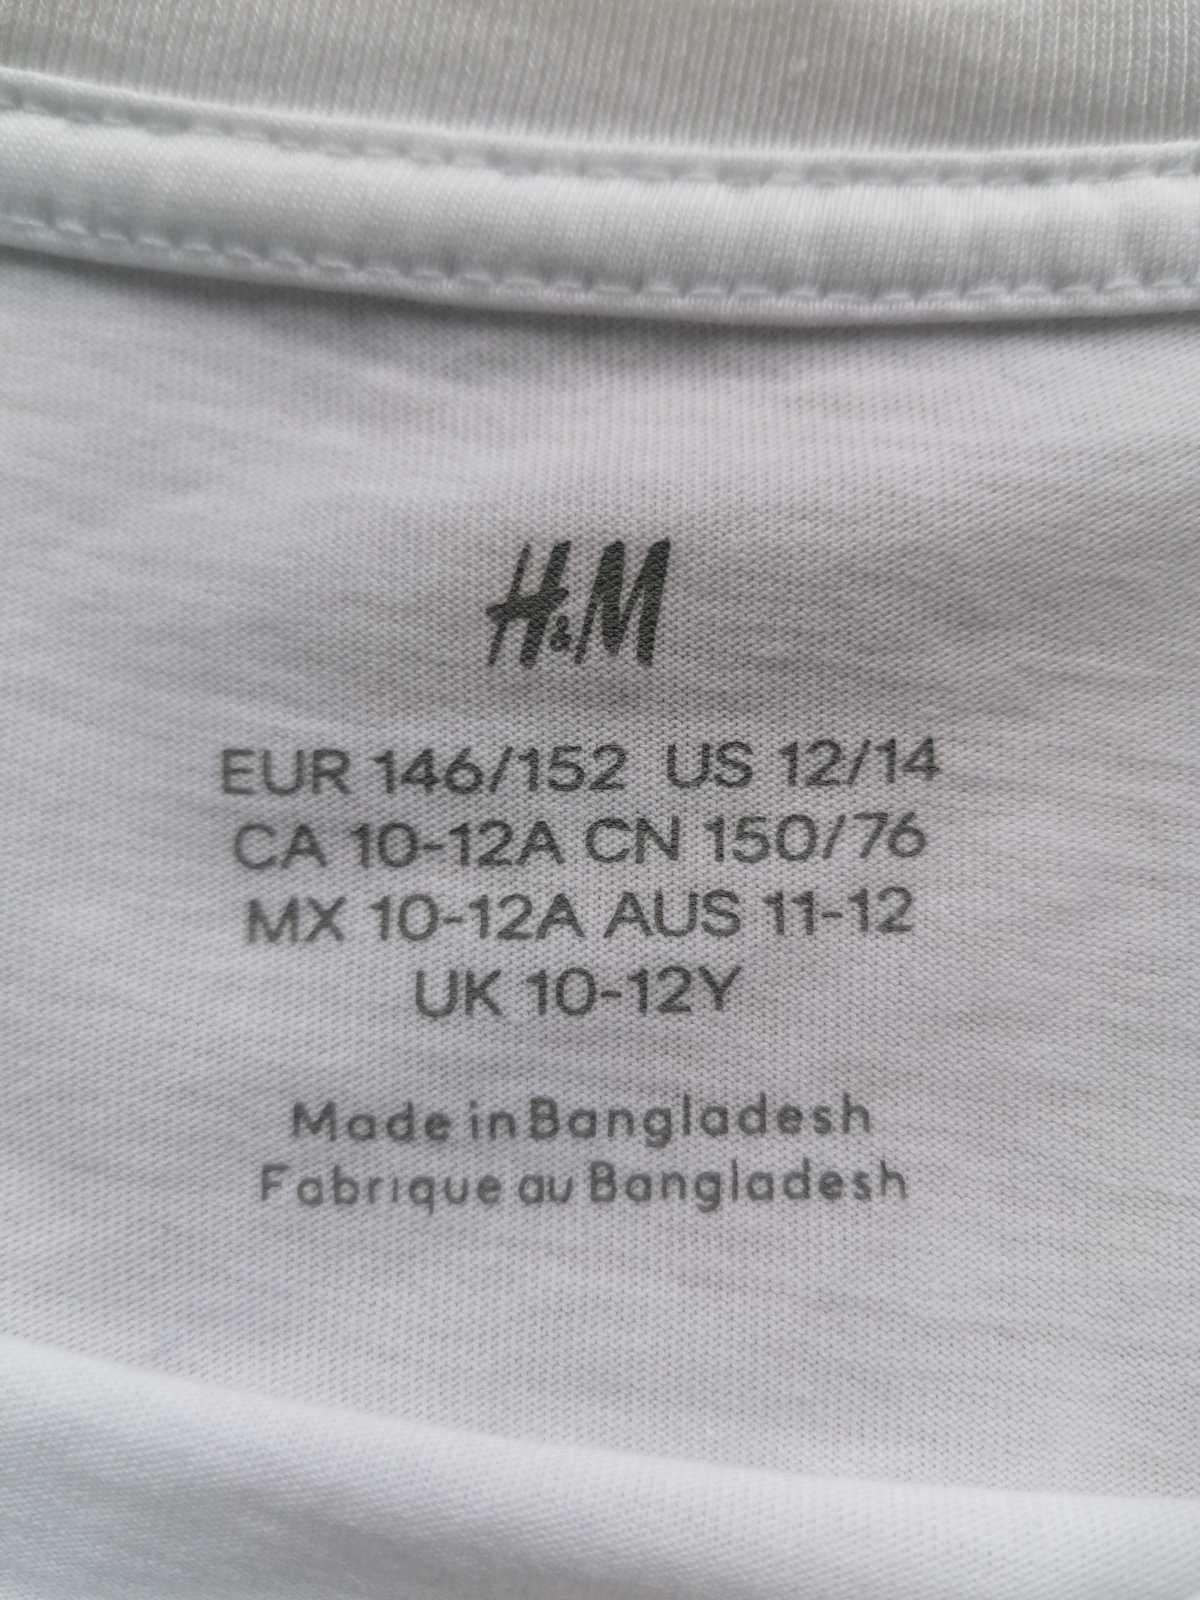 H&M
EUR 146/152 US 12/14
CA 10-12A CN 150/76
MX 10-12A AUS 11-12
UK 10-12Y
Made in Bangladesh
Fabrique au Bangladesh